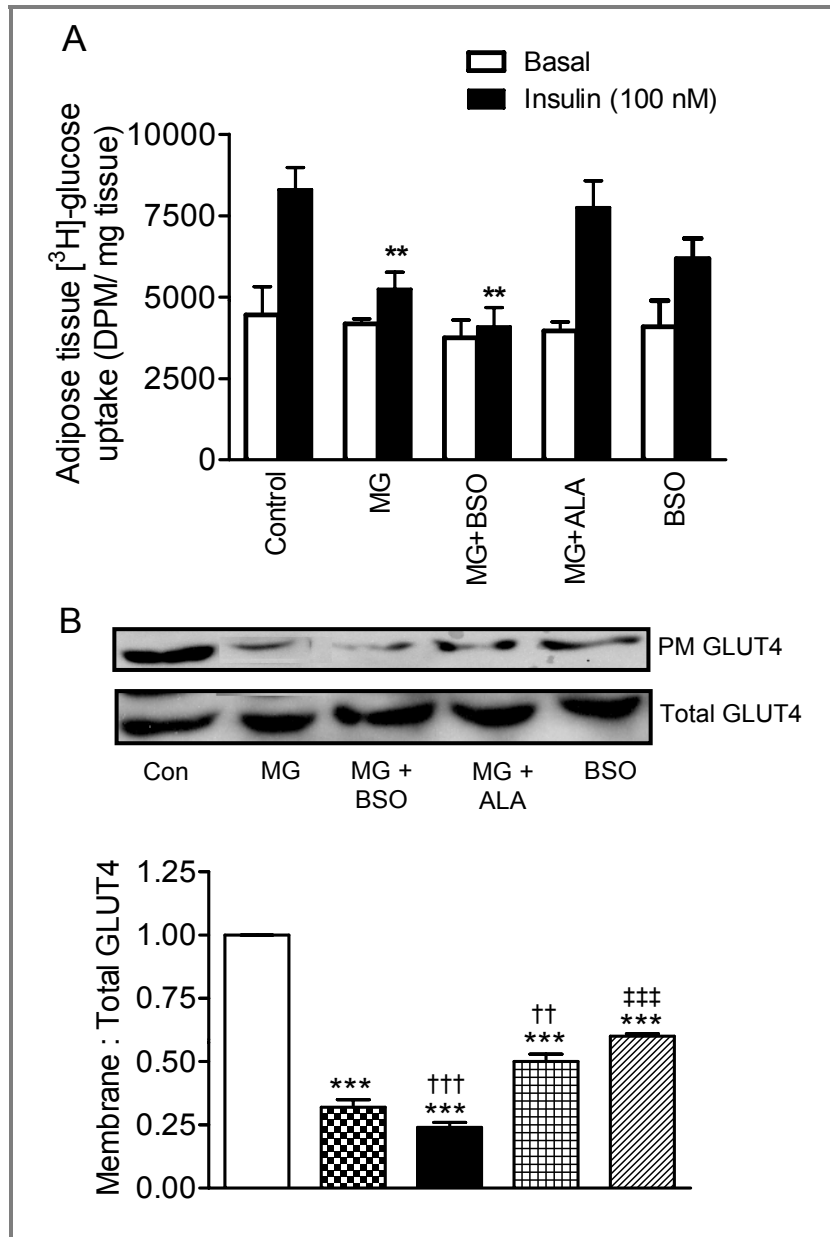 A
Basal
Insulin (100 nM)
Adipose tissue [³H]-glucose
uptake (DPM/ mg tissue)
10000
7500
5000
2500
0
**
**
Control
MG
MG+BSO
MG+ALA
BSO
B
PM GLUT4
Total GLUT4
Con MG MG + MG + BSO
BSO ALA
Membrane : Total GLUT4
1.25
1.00
0.75
0.50
0.25
0.00
***
†††
***
††
***
‡‡‡
***